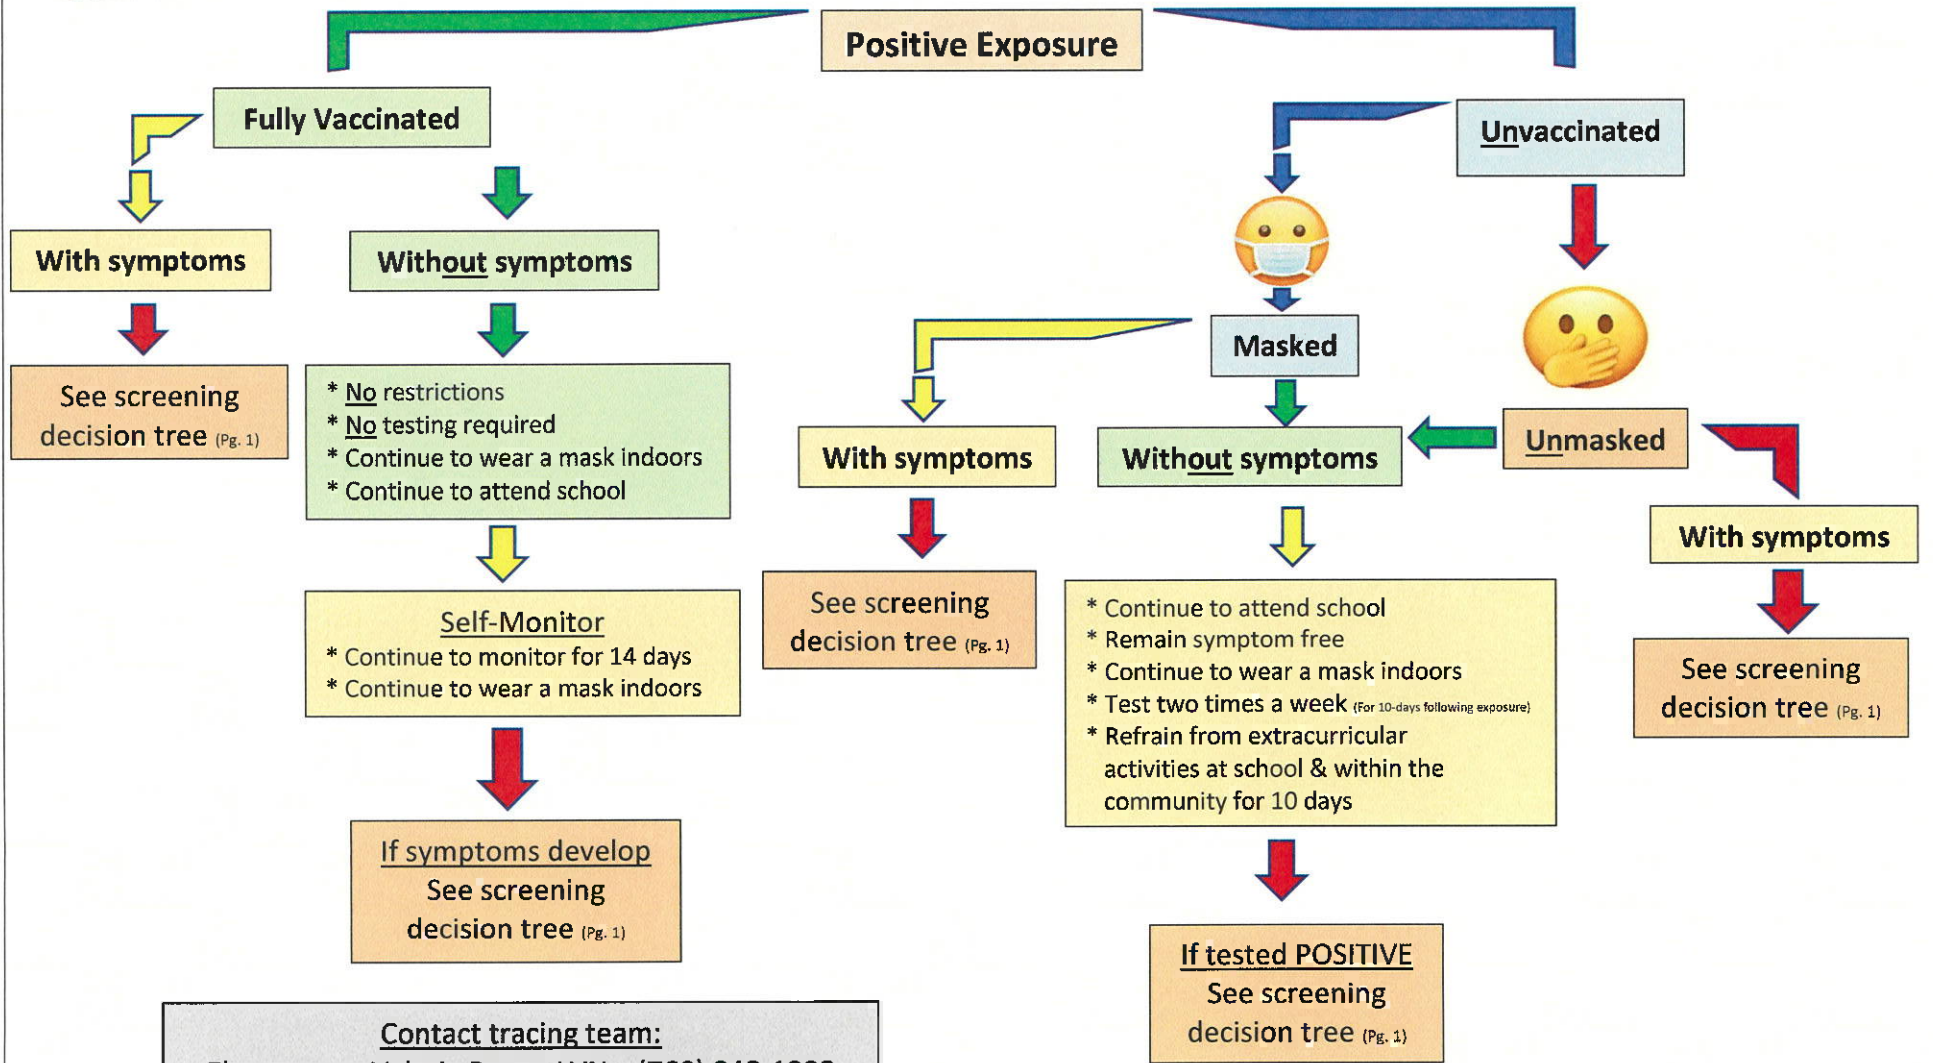 Positive Exposure
Fully Vaccinated
With symptoms
See screening
decision tree (Pg. 1)
Without symptoms
* No restrictions
* No testing required
* Continue to wear a mask indoors
* Continue to attend school
Self-Monitor
* Continue to monitor for 14 days
* Continue to wear a mask indoors
If symptoms develop
See screening
decision tree (Pg. 1)
Unvaccinated
Masked
With symptoms
See screening
decision tree (Pg. 1)
Without symptoms
* Continue to attend school
* Remain symptom free
* Continue to wear a mask indoors
* Test two times a week (For 10-days following exposure)
* Refrain from extracurricular
activities at school & within the
community for 10 days
If tested POSITIVE
See screening
decision tree (Pg. 1)
Unmasked
With symptoms
See screening
decision tree (Pg. 1)
Contact tracing team: